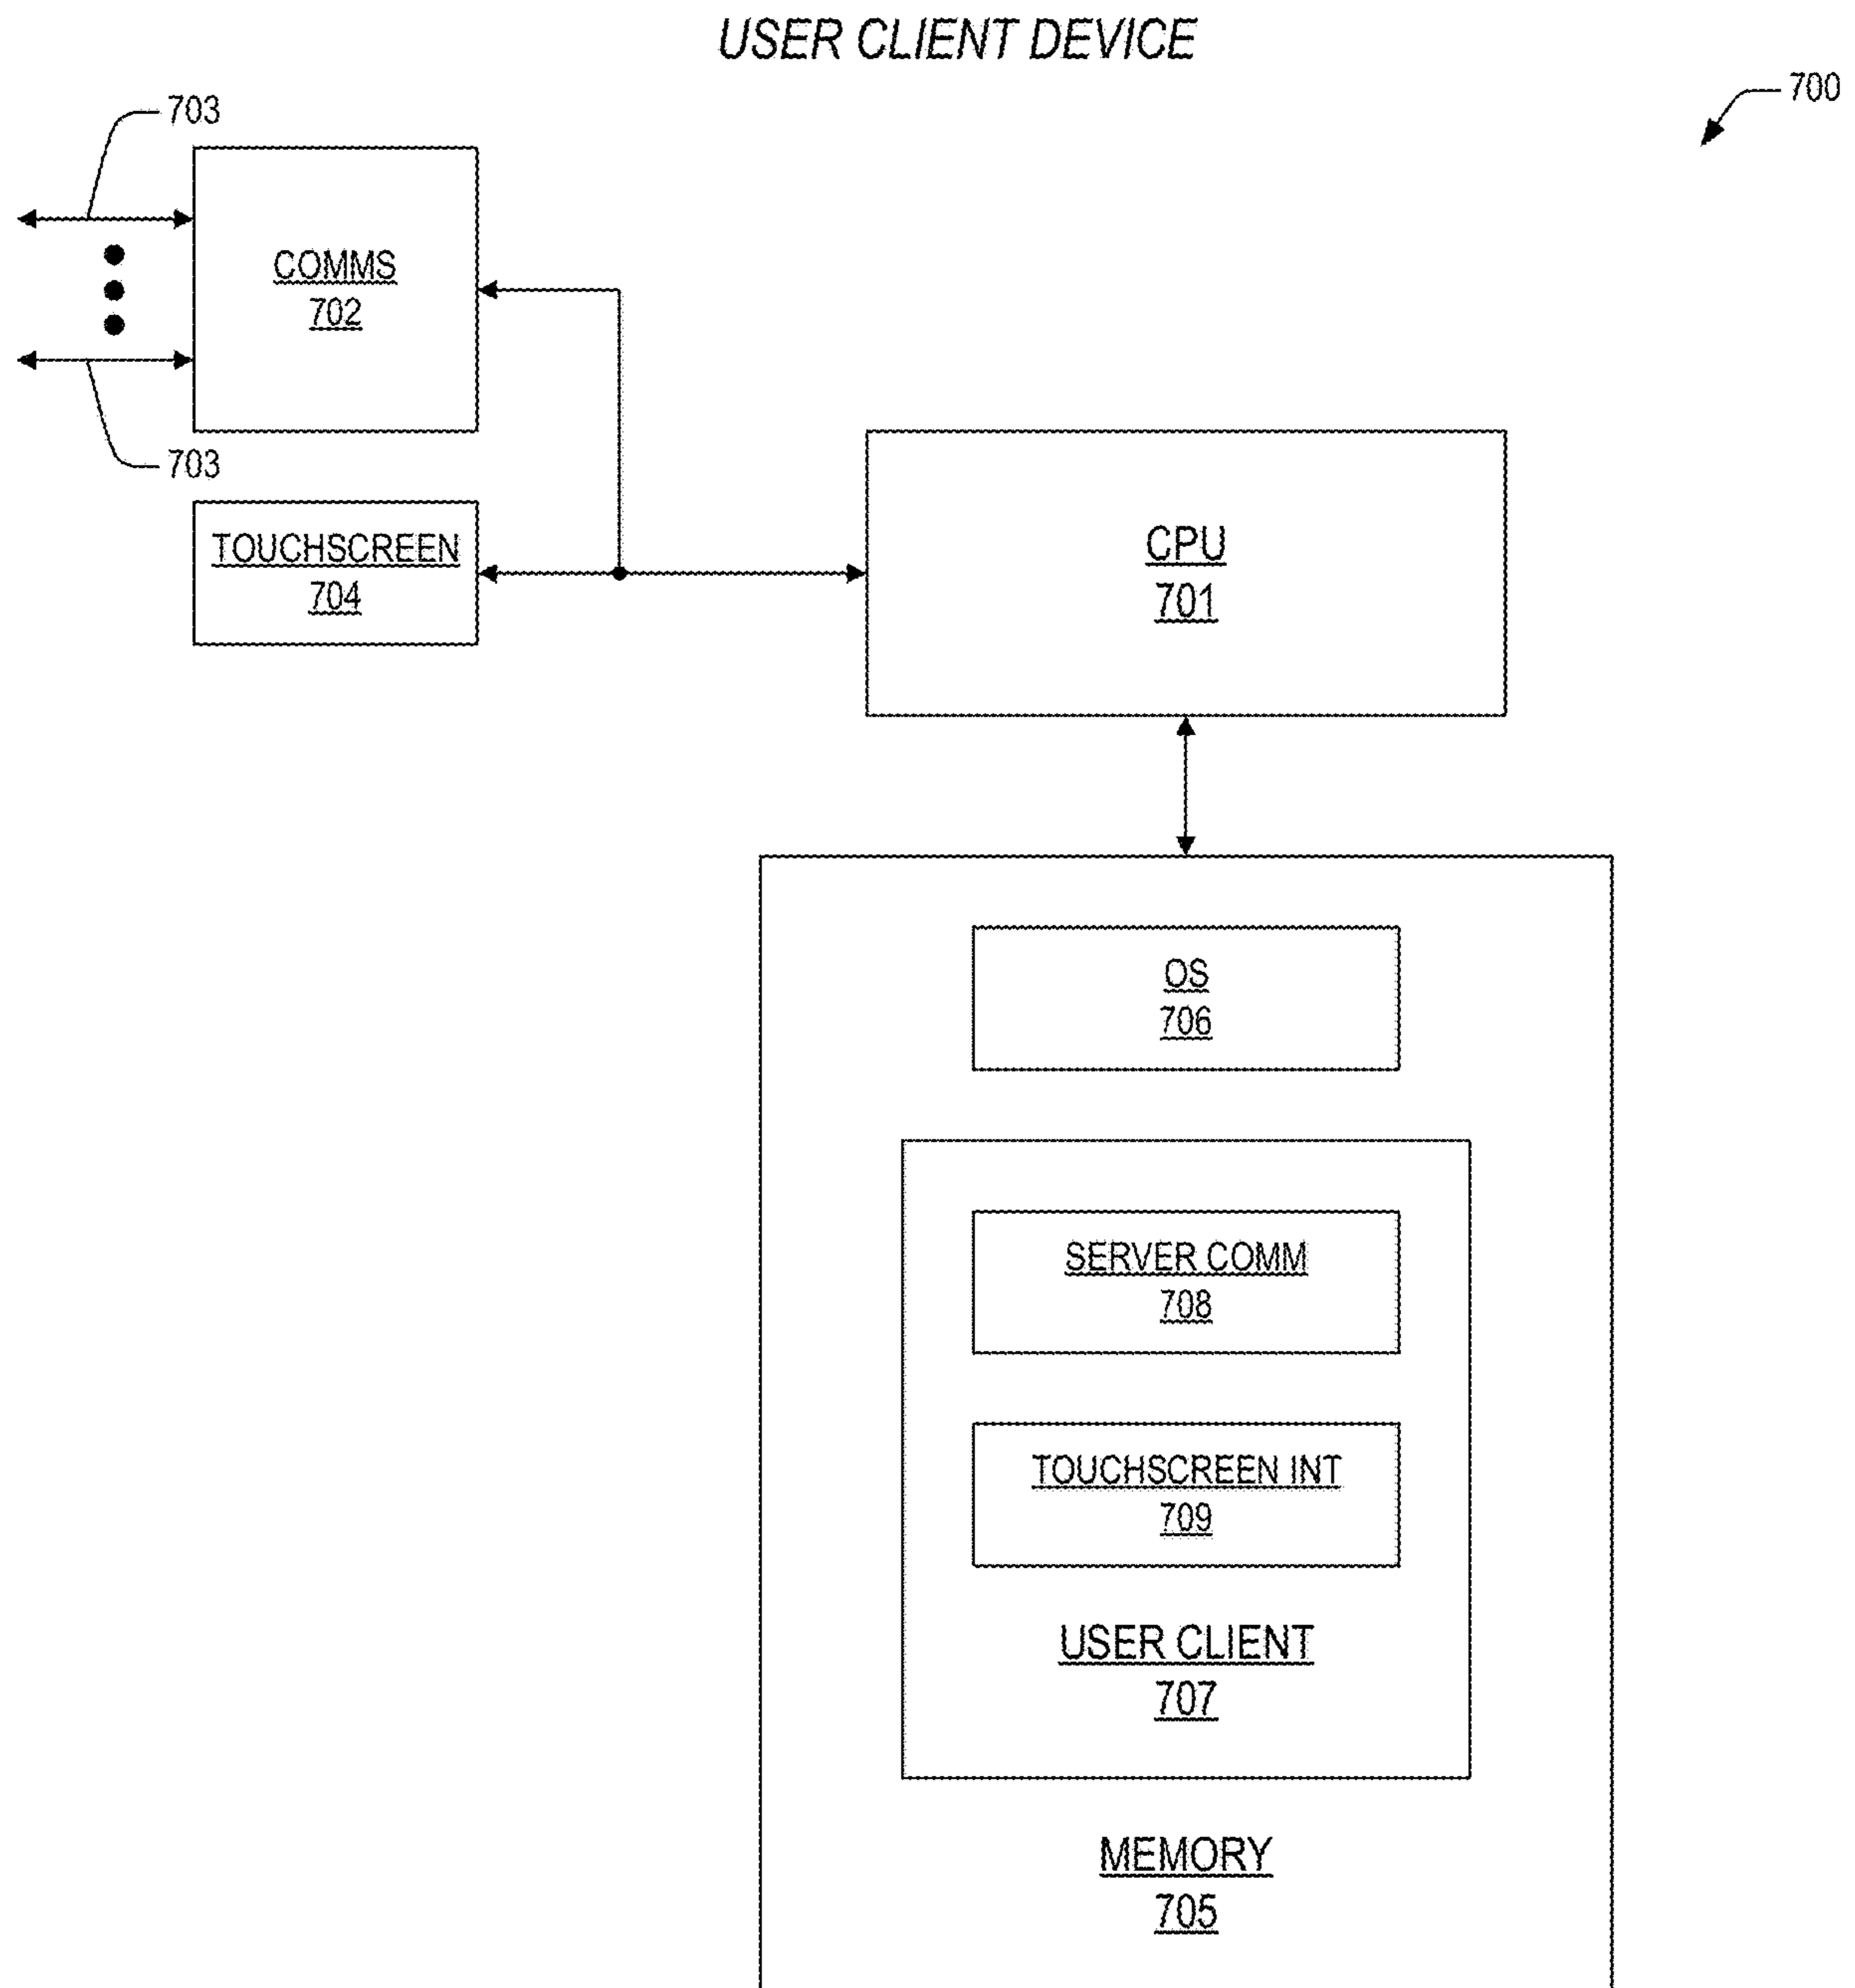 USER CLIENT DEVICE
700
703
COMMS
702
703
TOUCHSCREEN
704
CPU
701
OS
706
SERVER COMM
708
TOUCHSCREEN INT
709
USER CLIENT
707
MEMORY
705